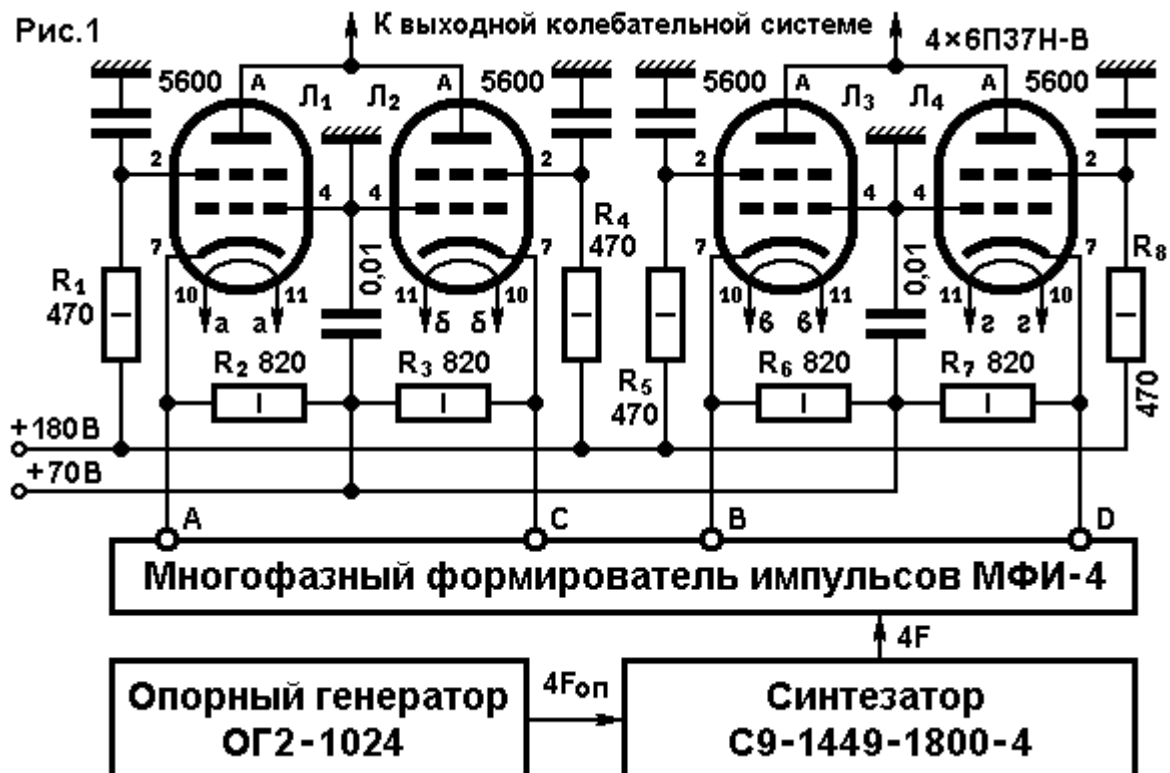 Рис.1
К выходной колебательной системе
4×6П37Н-В
5600
5600
5600
5600
А
Л1
Л2
А
А
Л3
Л4
А
2
4
4
2
2
4
4
2
7
7
7
7
R1
470
10
11
0,01
11
10
R4
470
10
11
0,01
11
10
R8
470
а
а
б
б
в
в
г
г
R2 820
R3 820
R5
470
R6 820
R7 820
+180В
+70В
A
C
B
D
Многофазный формирователь импульсов МФИ-4
4F
Опорный генератор
ОГ2-1024
4Fоп
Синтезатор
С9-1449-1800-4